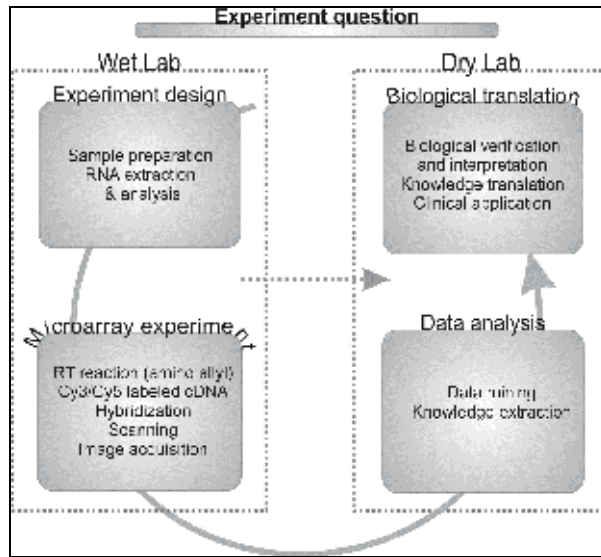 Experiment question
Wet Lab
Experiment design
Sample preparation
RNA extraction
& analysis
Microarray experiment
RT reaction (amino allyl)
Cy3/Cy5 labeled cDNA
Hybridization
Scanning
Image acquisition
Dry Lab
Biological translation
Biological verification
and interpretation
Knowledge translation
Clinical application
Data analysis
Data mining
Knowledge extraction